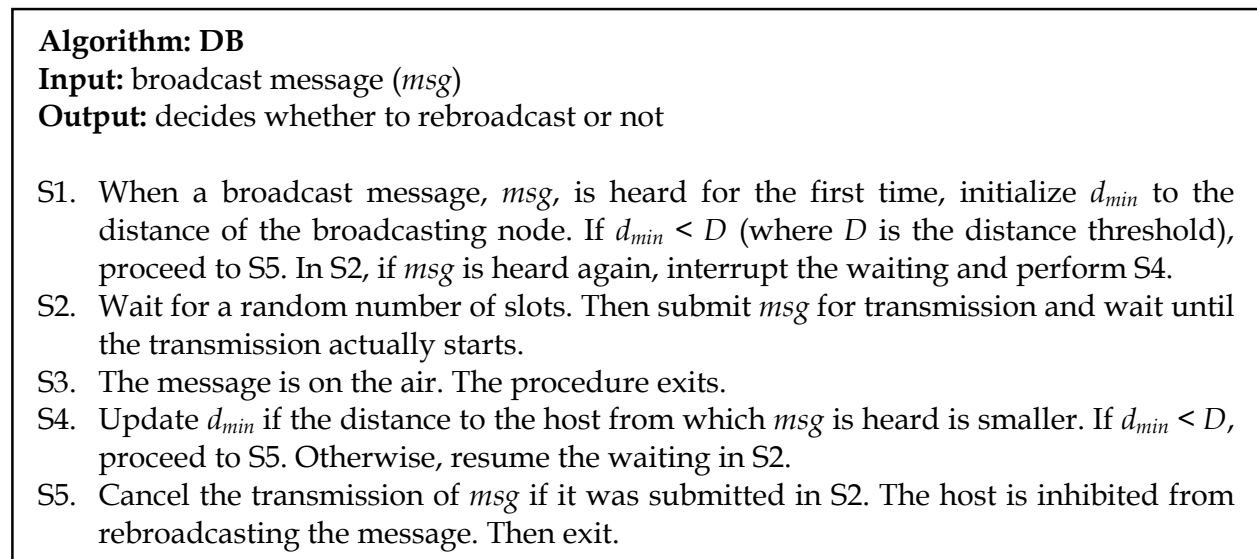 Algorithm: DB
Input: broadcast message (msg)
Output: decides whether to rebroadcast or not
S1. When a broadcast message, msg, is heard for the first time, initialize dmin to the
distance of the broadcasting node. If dmin < D (where D is the distance threshold),
proceed to S5. In S2, if msg is heard again, interrupt the waiting and perform S4.
S2. Wait for a random number of slots. Then submit msg for transmission and wait until
the transmission actually starts.
S3. The message is on the air. The procedure exits.
S4. Update dmin if the distance to the host from which msg is heard is smaller. If dmin < D,
proceed to S5. Otherwise, resume the waiting in S2.
S5. Cancel the transmission of msg if it was submitted in S2. The host is inhibited from
rebroadcasting the message. Then exit.